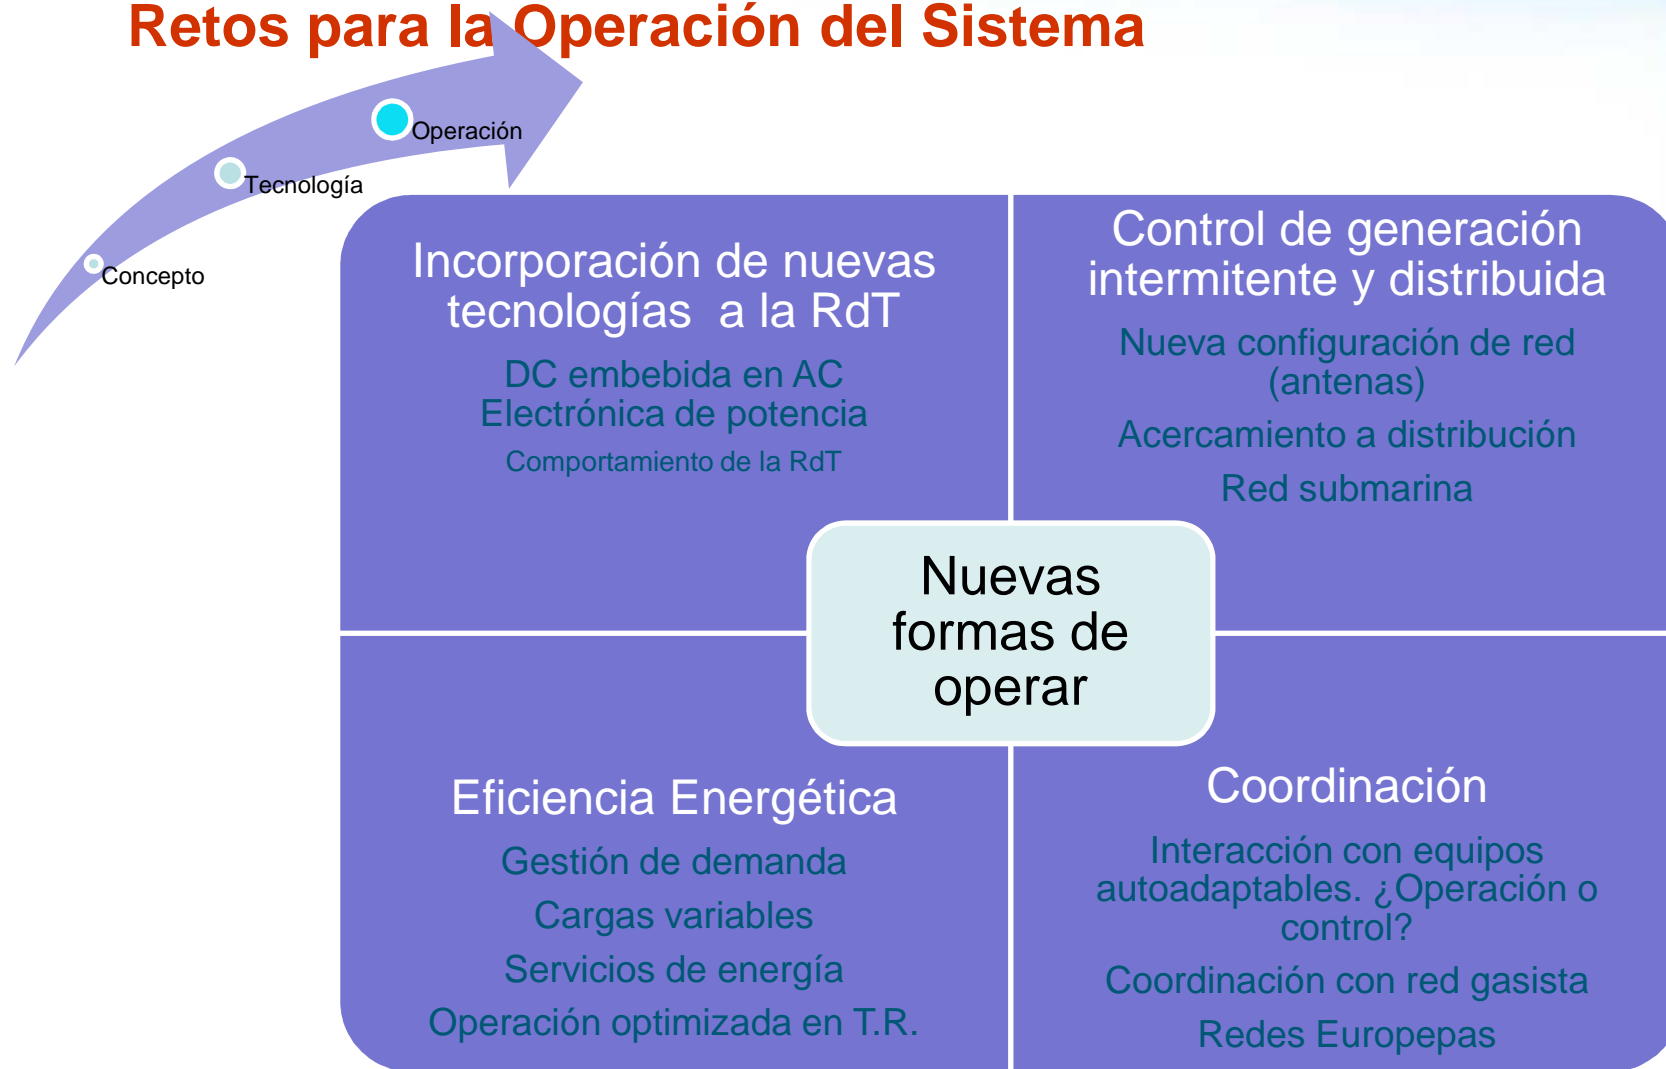 Retos para la Operación del Sistema
Operación
Tecnología
Concepto
Incorporación de nuevas
tecnologías a la RdT
DC embebida en AC
Electrónica de potencia
Comportamiento de la RdT
Control de generación
intermitente y distribuida
Nueva configuración de red
(antenas)
Acercamiento a distribución
Red submarina
Nuevas
formas de
operar
Eficiencia Energética
Gestión de demanda
Cargas variables
Servicios de energía
Operación optimizada en T.R.
Coordinación
Interacción con equipos
autoadaptables. ¿Operación o
control?
Coordinación con red gasista
Redes Europepas